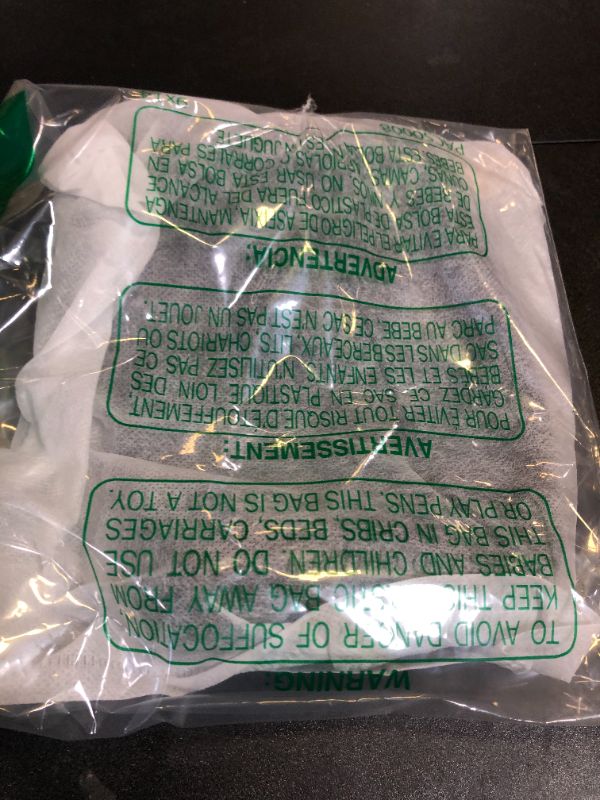 WARNING:
TO AVOID DANGER OF SUFFOCATION,
KEEP THIS PLASTIC BAG AWAY FROM
BABIES AND CHILDREN. DO NOT USE
THIS BAG IN CRIBS, BEDS, CARRIAGES
OR PLAY PENS. THIS BAG IS NOT A TOY.
AVERTISSEMENT:
POUR ÉVITER TOUT RISQUE D'ÉTOUFFEMENT,
GARDEZ CE SAC EN PLASTIQUE LOIN DES
BÉBÉS ET LES ENFANTS. N'UTILISEZ PAS CE
SAC DANS LES BERCEAUX, LITS, CHARIOTS OU
PARC AU BEBE. CE SAC N'EST PAS UN JOUET.
ADVERTENCIA:
PARA EVITAR EL PELIGRO DE ASFIXIA MANTENGA
ESTA BOLSA DE PLASTICO FUERA DEL ALCANCE
DE BEBES Y NIÑOS. NO USAR ESTA BOLSA EN
CUNAS, CAMAS, CARRIOLAS O CORRALES PARA
BEBES. ESTA BOLSA NO ES UN JUGUETE.